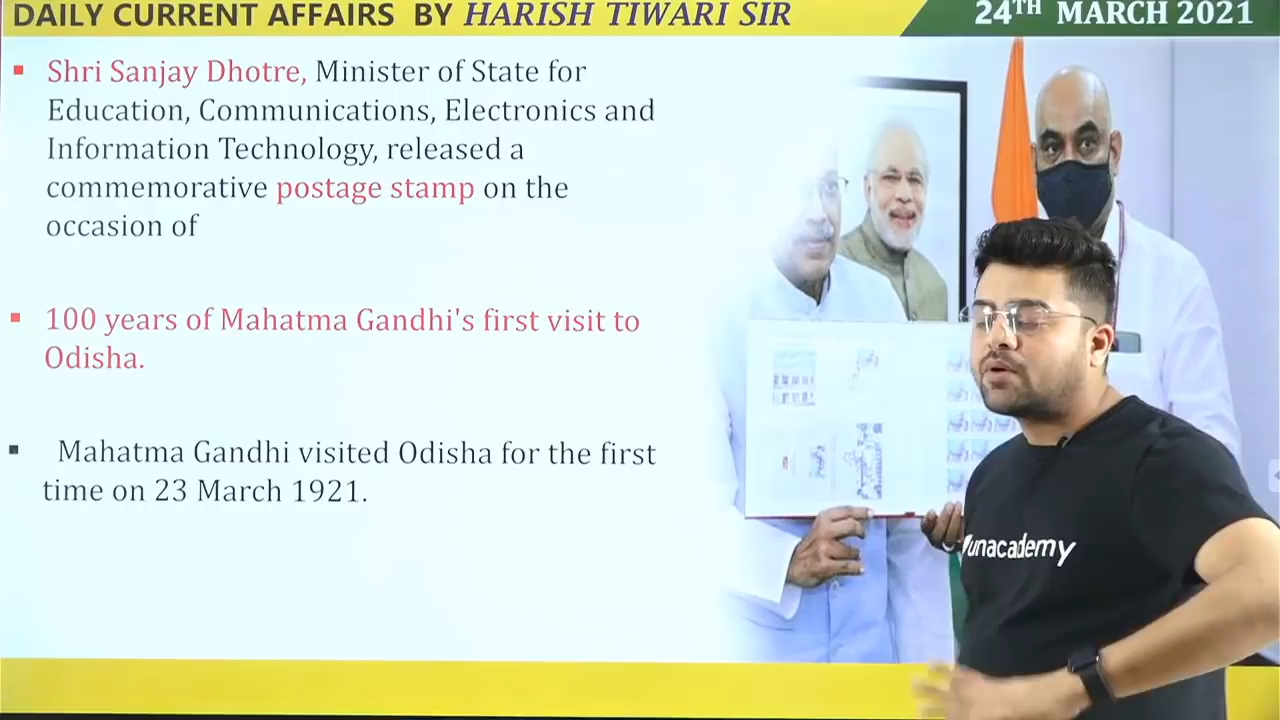 DAILY CURRENT AFFAIRS BY HARISH TIWARI SIR
24TH MARCH 2021
Shri Sanjay Dhotre, Minister of State for
Education, Communications, Electronics and
Information Technology, released a
commemorative postage stamp on the
occasion of
100 years of Mahatma Gandhi's first visit to
Odisha.
Mahatma Gandhi visited Odisha for the first
time on 23 March 1921.
unacademy